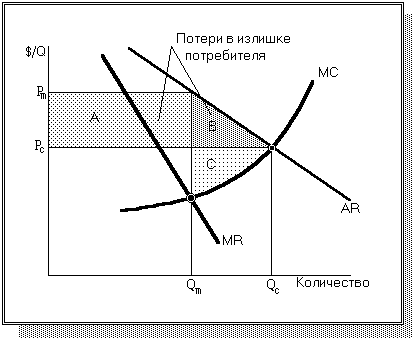 Потери в излишке
потребителя
$/Q
MC
Pm
A
B
Pc
C
AR
MR
Qm
Qc
Количество